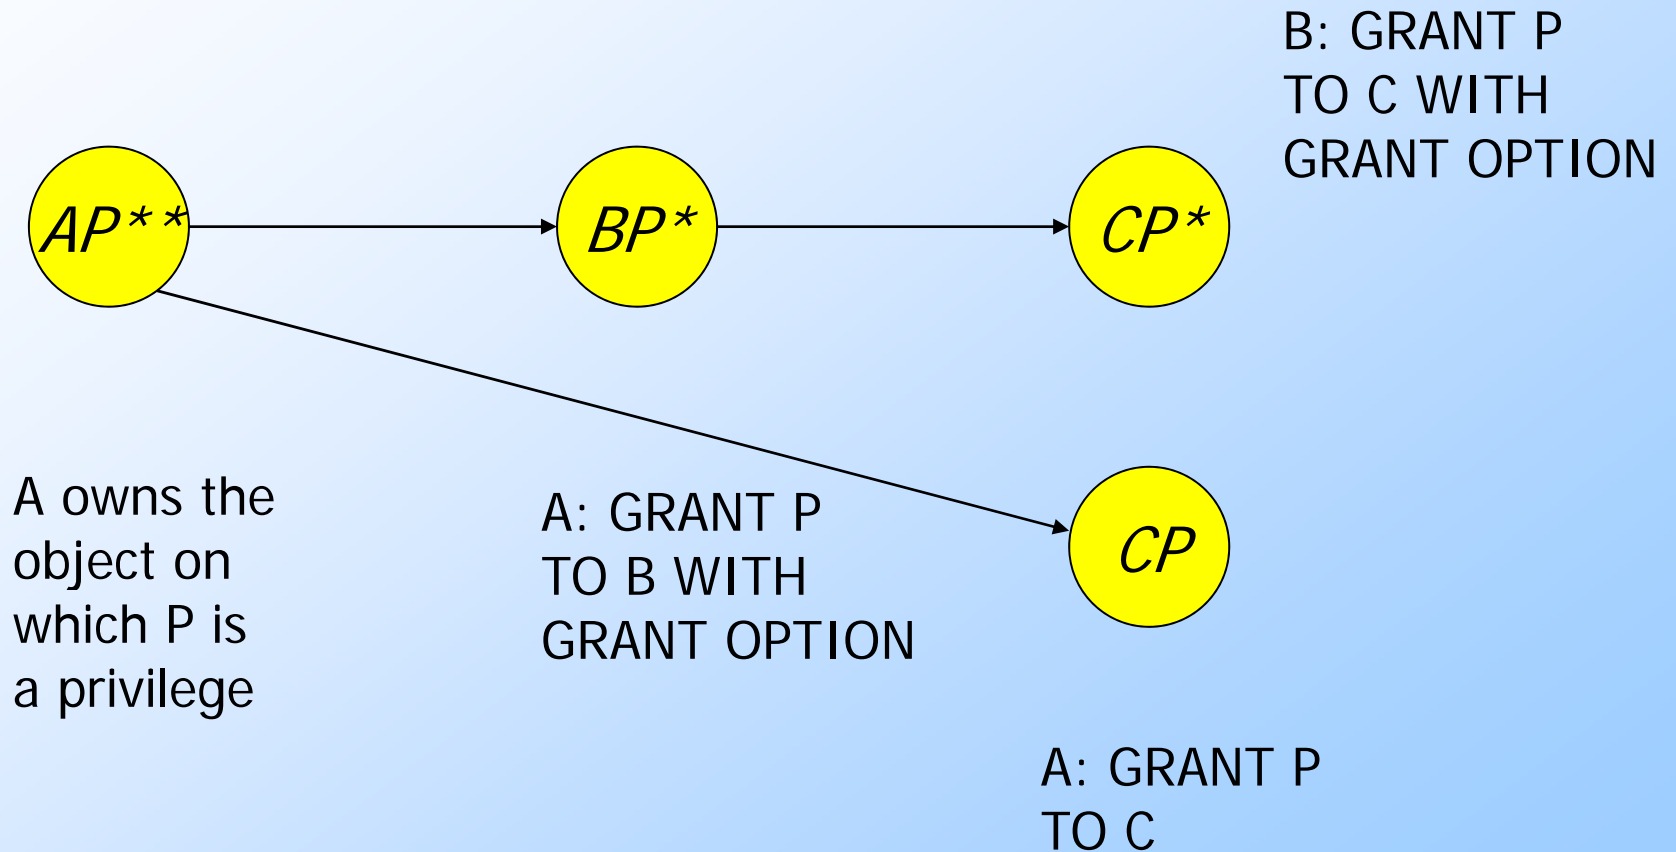 B: GRANT P
TO C WITH
GRANT OPTION
AP**
BP*
CP*
A owns the
object on
which P is
a privilege
A: GRANT P
TO B WITH
GRANT OPTION
CP
A: GRANT P
TO C